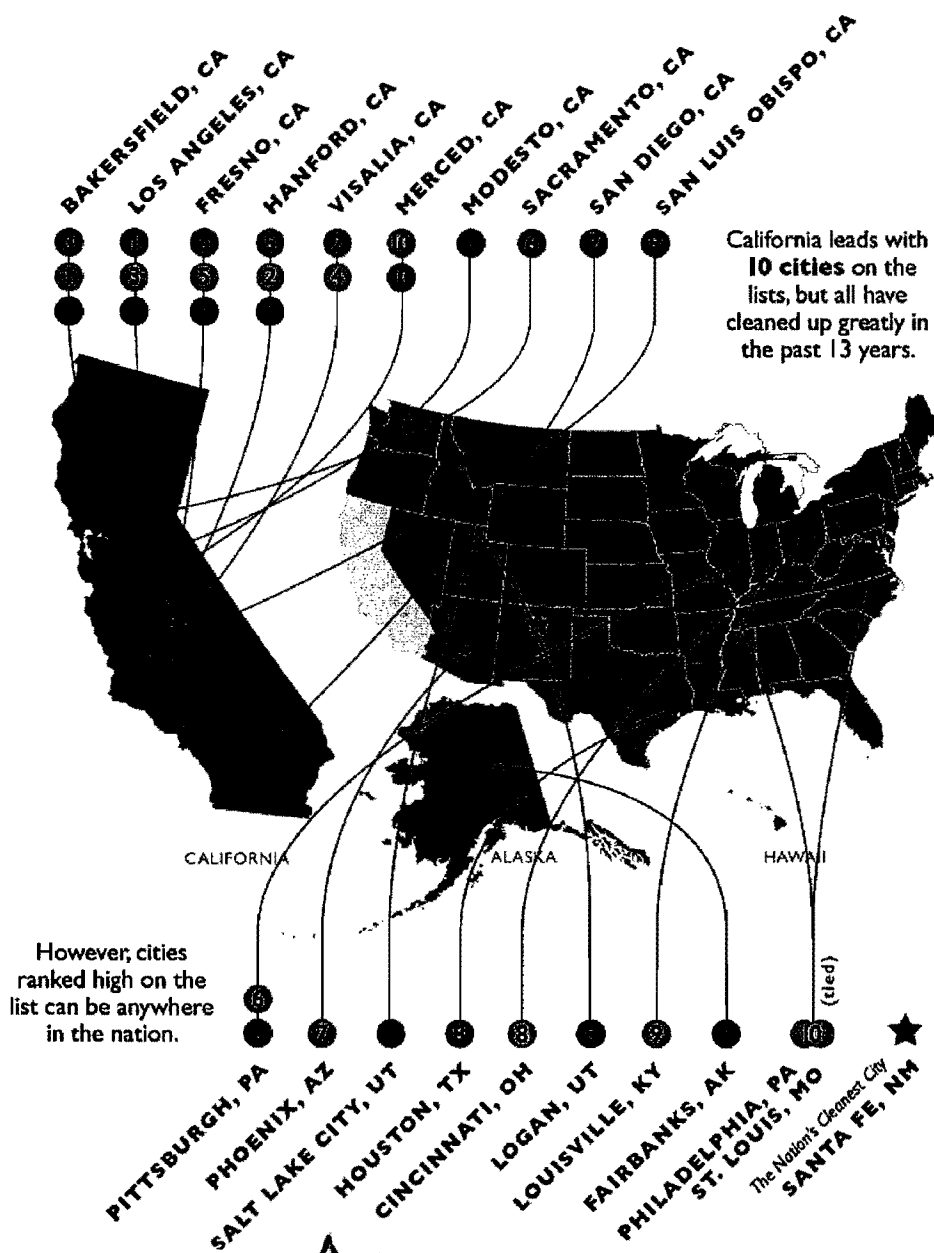 BAKERSFIELD, CA
LOS ANGELES, CA
FRESNO, CA
HANFORD, CA
VISALIA, CA
MERCED, CA
MODESTO, CA
SACRAMENTO, CA
SAN DIEGO, CA
SAN LUIS OBISPO, CA
10
3
5
2
4
California leads with
10 cities on the
lists, but all have
cleaned up greatly in
the past 13 years.
CALIFORNIA
ALASKA
HAWAII
However, cities
ranked high on the
list can be anywhere
in the nation.
6
7
8
9
10
(tied)
PITTSBURGH, PA
PHOENIX, AZ
SALT LAKE CITY, UT
HOUSTON, TX
CINCINNATI, OH
LOGAN, UT
LOUISVILLE, KY
FAIRBANKS, AK
PHILADELPHIA, PA
ST. LOUIS, MO
The Nation's Cleanest City
SANTA FE, NM